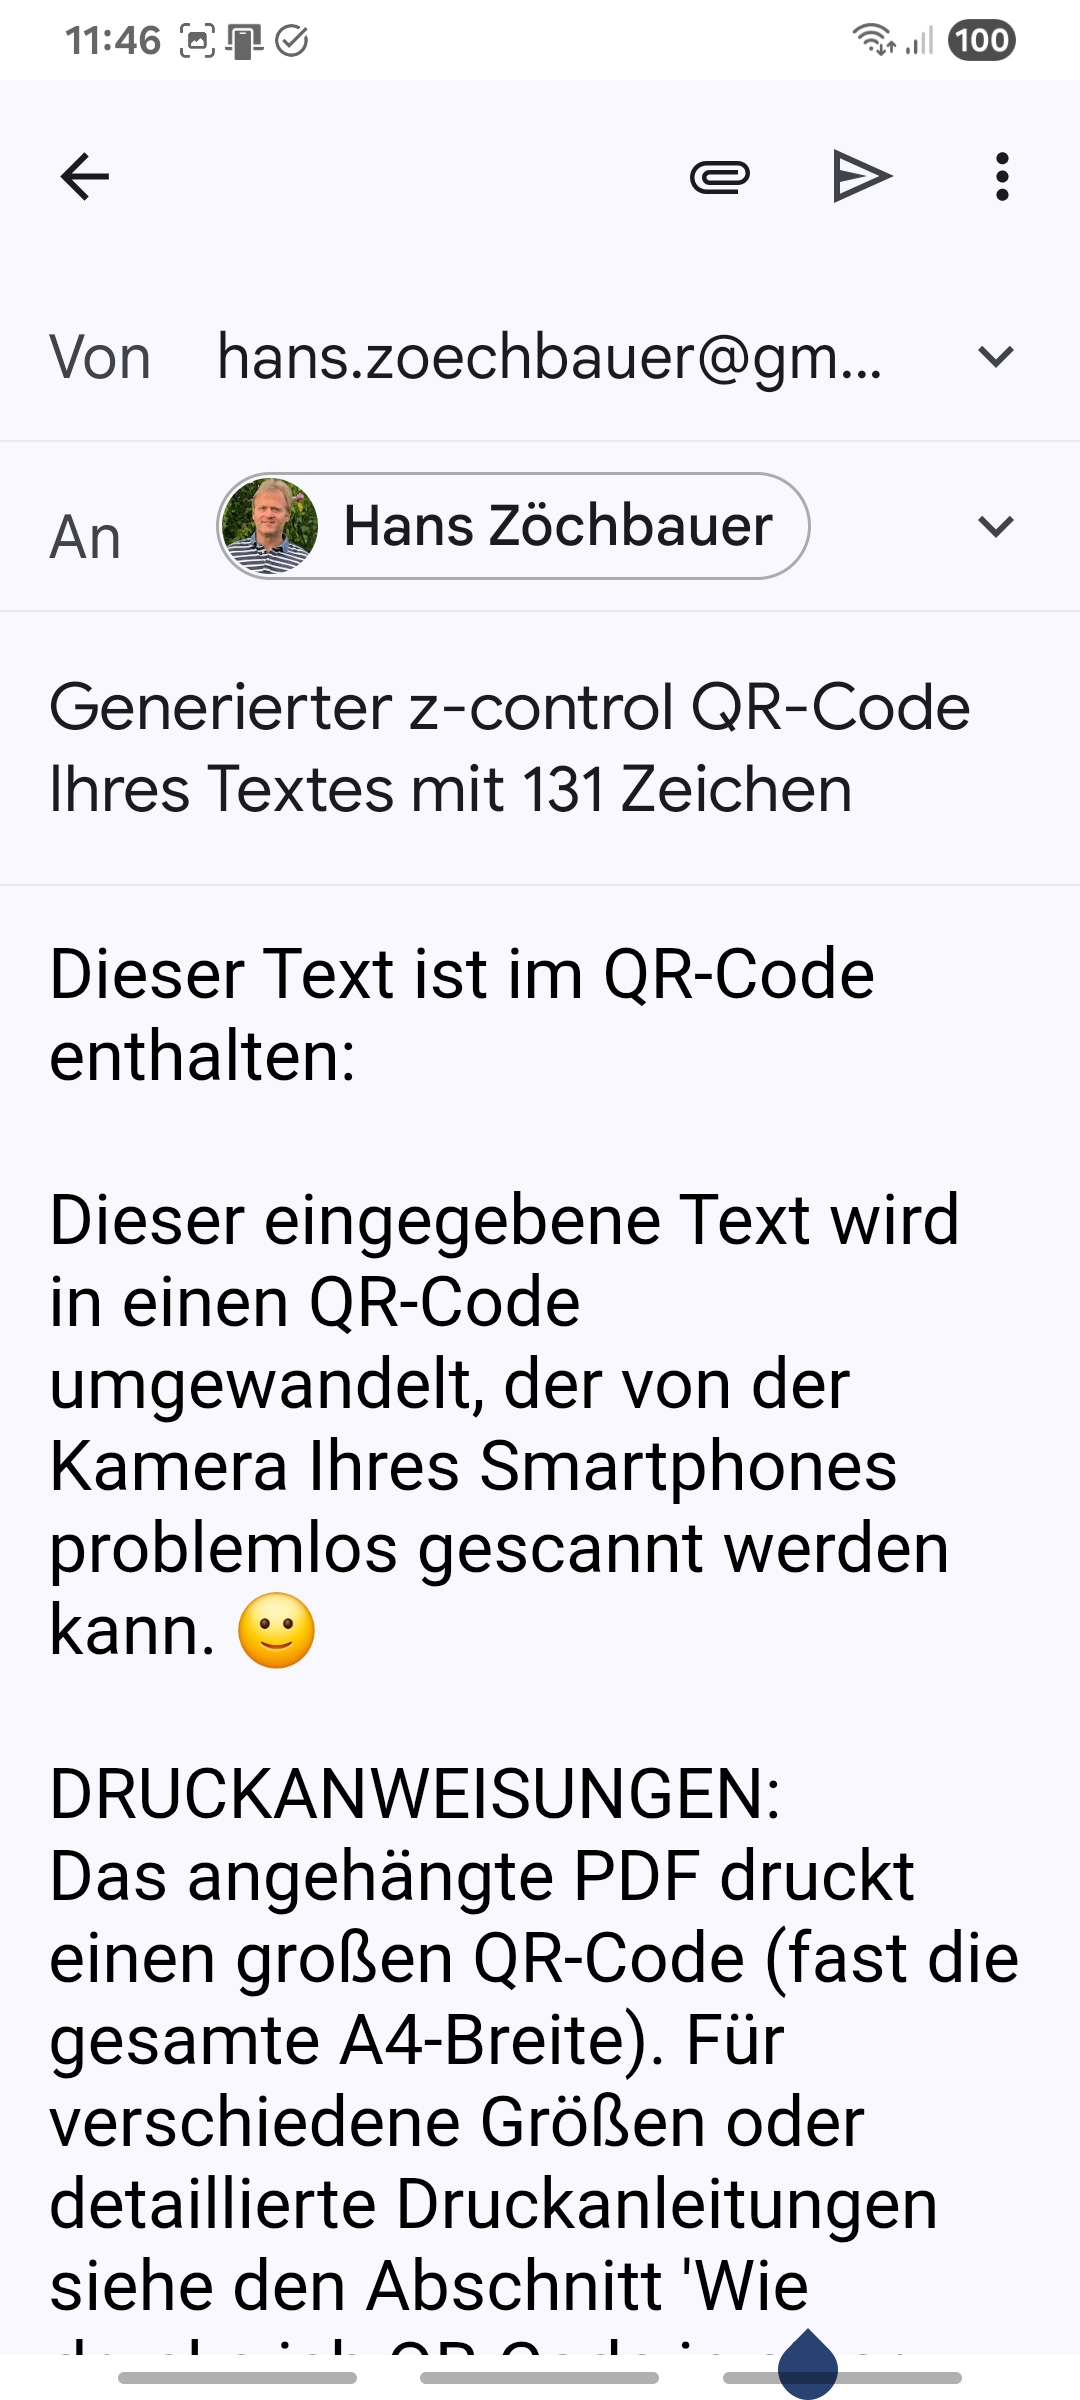 11:46
100
Von hans.zoechbauer@gm...
An Hans Zöchbauer
Generierter z-control QR-Code
Ihres Textes mit 131 Zeichen
Dieser Text ist im QR-Code
enthalten:
Dieser eingegebene Text wird
in einen QR-Code
umgewandelt, der von der
Kamera Ihres Smartphones
problemlos gescannt werden
kann. 🙂
DRUCKANWEISUNGEN:
Das angehängte PDF druckt
einen großen QR-Code (fast die
gesamte A4-Breite). Für
verschiedene Größen oder
detaillierte Druckanleitungen
siehe den Abschnitt 'Wie